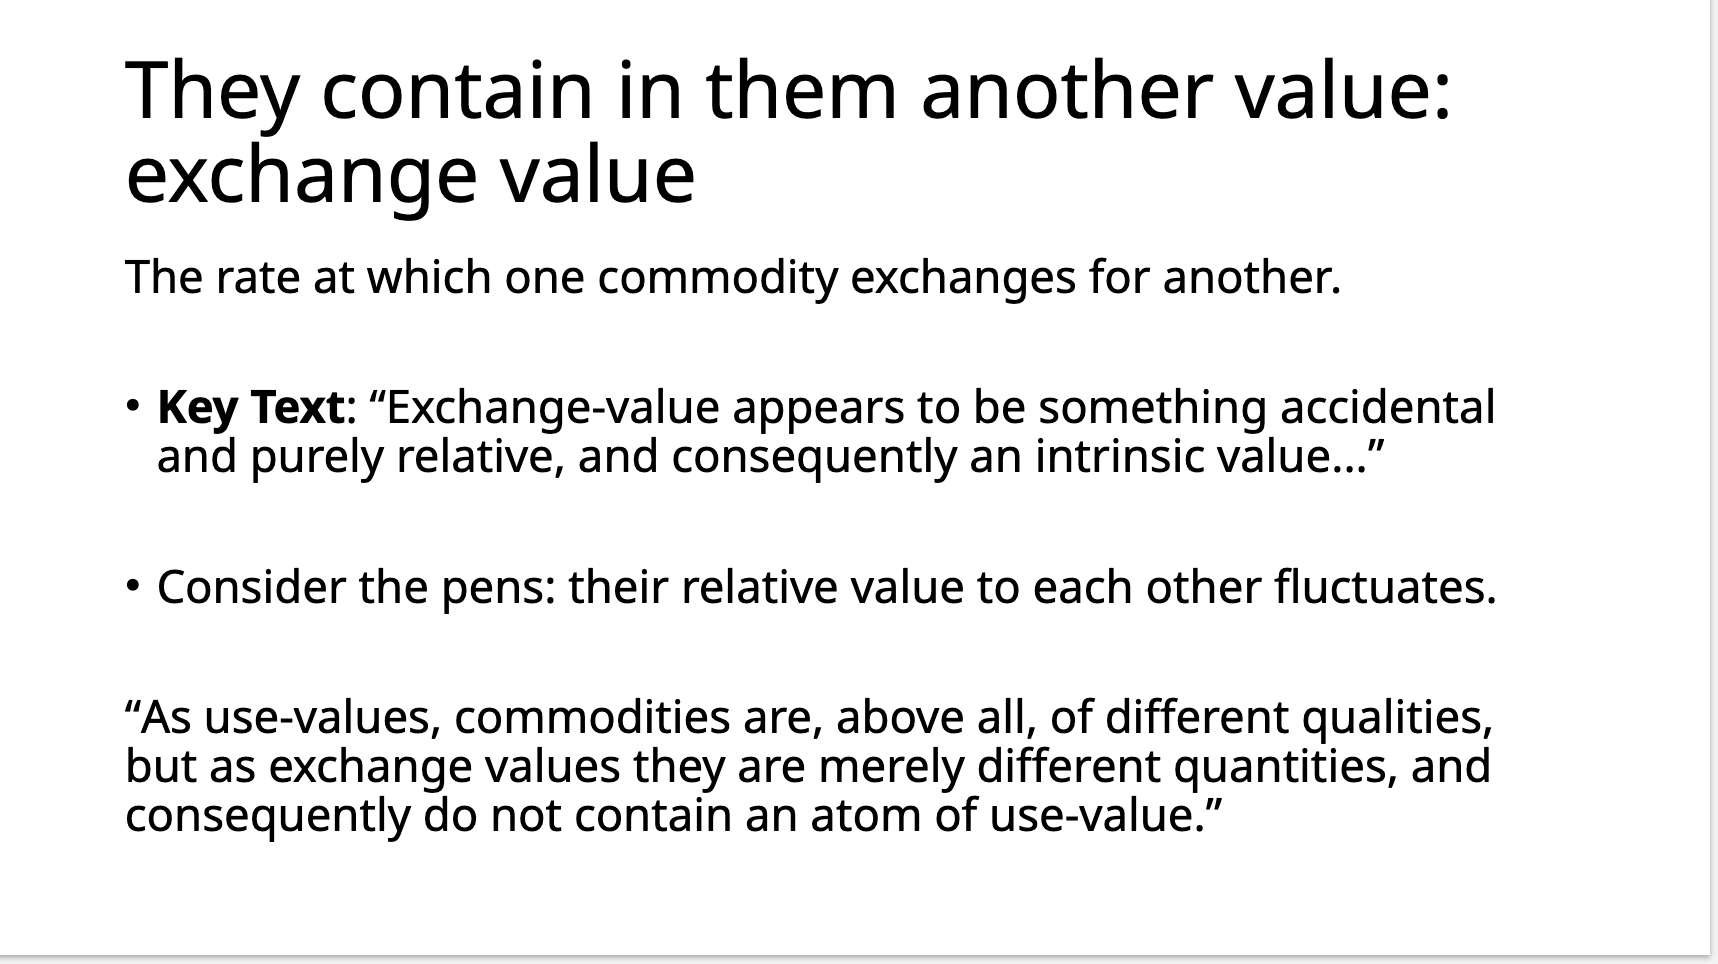 They contain in them another value:
exchange value
The rate at which one commodity exchanges for another.
• Key Text: “Exchange-value appears to be something accidental
and purely relative, and consequently an intrinsic value…”
• Consider the pens: their relative value to each other fluctuates.
“As use-values, commodities are, above all, of different qualities,
but as exchange values they are merely different quantities, and
consequently do not contain an atom of use-value.”